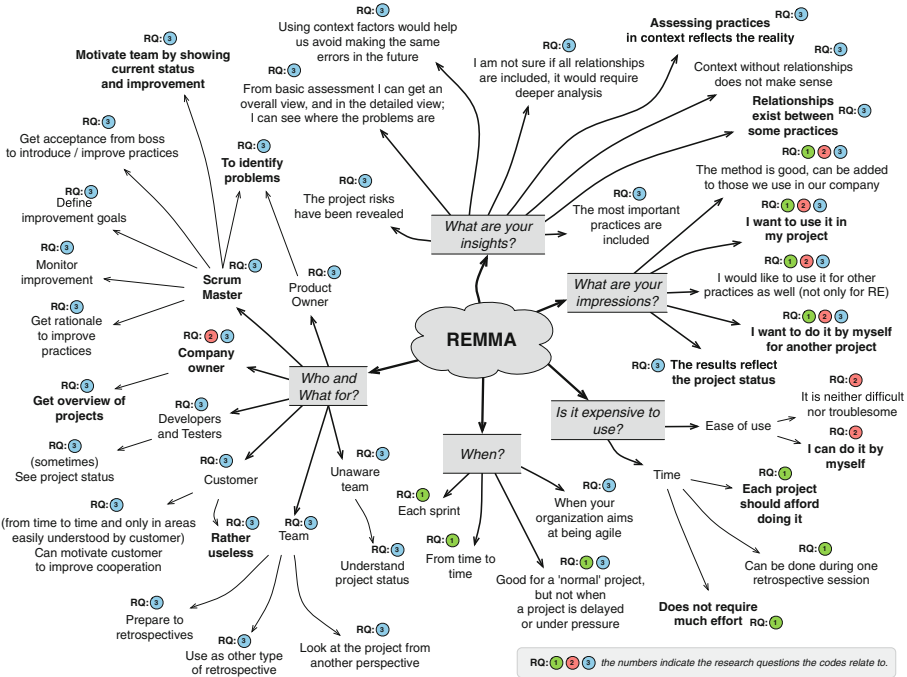 RQ: 3
Motivate team by showing
current status
and improvement
RQ: 3
Using context factors would help
us avoid making the same
errors in the future
RQ: 3
From basic assessment I can get an
overall view, and in the detailed view;
I can see where the problems are
RQ: 3
I am not sure if all relationships
are included, it would require
deeper analysis
RQ: 3
Assessing practices
in context reflects the reality
RQ: 3
Context without relationships
does not make sense
Relationships
exist between
some practices
RQ: 3
RQ: 3
Get acceptance from boss
to introduce / improve practices
RQ: 3
To identify
problems
RQ: 3
The project risks
have been revealed
What are your
insights?
RQ: 3
The most important
practices are
included
RQ: 1 2 3
The method is good, can be added
to those we use in our company
RQ: 1 2 3
I want to use it in
my project
RQ: 1 2 3
I would like to use it for other
practices as well (not only for RE)
RQ: 1 2 3
I want to do it by myself
for another project
RQ: 3 The results reflect
the project status
What are your
impressions?
RQ: 3
Define
improvement goals
RQ: 3
Monitor
improvement
RQ: 3
Get rationale
to improve
practices
RQ: 3
Scrum
Master
RQ: 3
Product
Owner
REMMA
RQ: 2 3
Company
owner
Who and
What for?
RQ: 3
Get overview of
projects
RQ: 3
Developers
and Testers
RQ: 3
(sometimes)
See project status
RQ: 3
Customer
RQ: 3
(from time to time and only in areas
easily understood by customer)
Can motivate customer
to improve cooperation
RQ: 3
Rather
useless
RQ: 3
Team
RQ: 3
Unaware
team
RQ: 3
Understand
project status
RQ: 3
Prepare to
retrospectives
RQ: 3
Use as other type
of retrospective
RQ: 3
Look at the project from
another perspective
When?
RQ: 1
Each sprint
RQ: 1
From time to
time
RQ: 1 3
Good for a 'normal' project,
but not when
a project is delayed
or under pressure
RQ: 3
When your
organization aims
at being agile
Is it expensive to
use?
Ease of use
RQ: 2
It is neither difficult
nor troublesome
RQ: 2
I can do it by
myself
Time
RQ: 1
Each project
should afford
doing it
RQ: 1
Can be done during one
retrospective session
Does not require
much effort RQ: 1
RQ: 1 2 3 the numbers indicate the research questions the codes relate to.